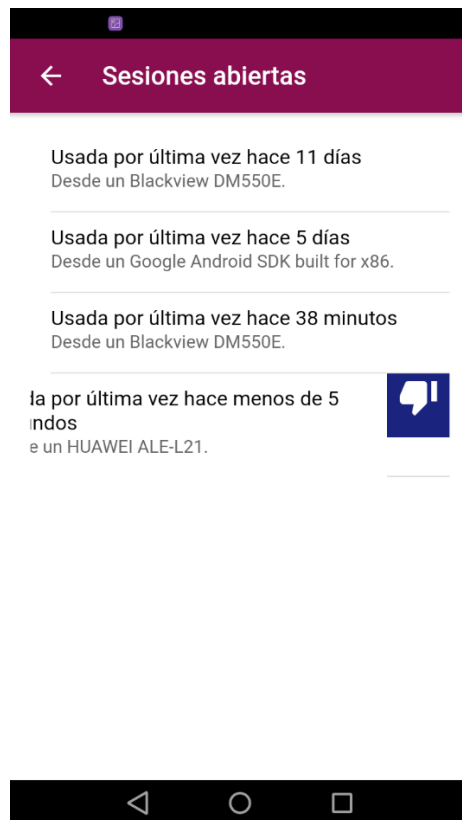 Sesiones abiertas
Usada por última vez hace 11 días
Desde un Blackview DM550E.
Usada por última vez hace 5 días
Desde un Google Android SDK built for x86.
Usada por última vez hace 38 minutos
Desde un Blackview DM550E.
da por última vez hace menos de 5
ndos
e un HUAWEI ALE-L21.